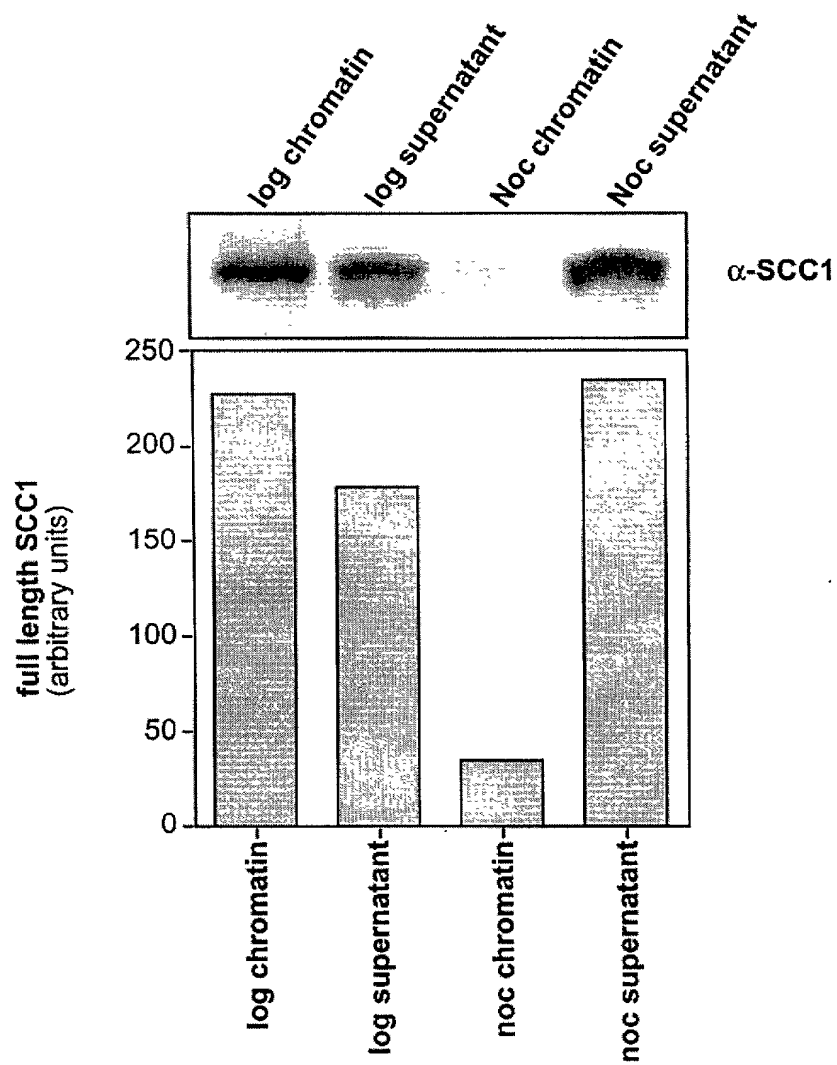 log chromatin
log supernatant
Noc chromatin
Noc supernatant
α-SCC1
250
200
150
100
50
0
full length SCC1
(arbitrary units)
log chromatin
log supernatant
noc chromatin
noc supernatant